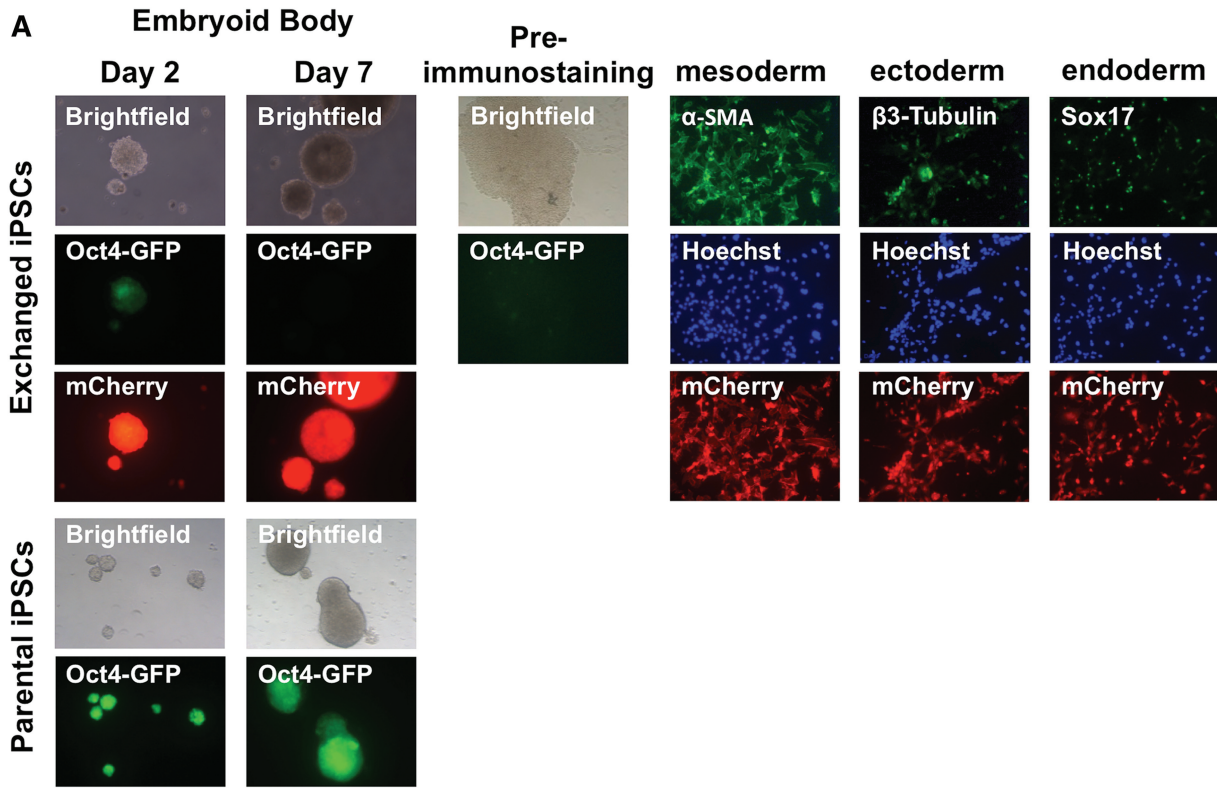 A
Embryoid Body
Day 2
Day 7
Pre-
immunostaining
mesoderm
ectoderm
endoderm
Exchanged iPSCs
Brightfield
Brightfield
Brightfield
α-SMA
β3-Tubulin
Sox17
Oct4-GFP
Oct4-GFP
Oct4-GFP
Hoechst
Hoechst
Hoechst
mCherry
mCherry
mCherry
mCherry
mCherry
Parental iPSCs
Brightfield
Brightfield
Oct4-GFP
Oct4-GFP